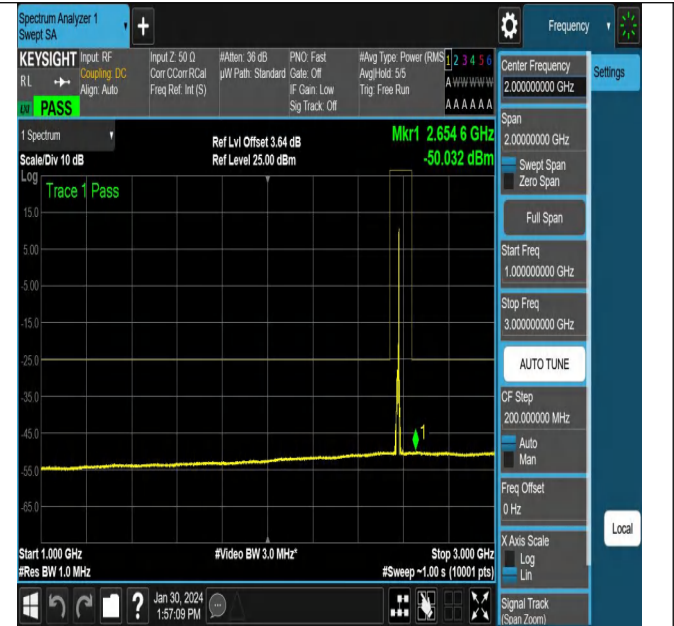 Spectrum Analyzer 1
Swept SA
Frequency
KEYSIGHT
RL
PASS
Input: RF
Coupling: DC
Align: Auto
Input Z: 50 Ω
Corr CCorr RCal
Freq Ref: Int (S)
#Atten: 36 dB
µW Path: Standard
PNO: Fast
Gate: Off
IF Gain: Low
Sig Track: Off
#Avg Type: Power (RMS
Avg|Hold: 5/5
Trig: Free Run
1 2 3 4 5 6
A W W W W W
A A A A A A
Center Frequency
2.000000000 GHz
Settings
Span
2.00000000 GHz
Swept Span
Zero Span
Full Span
Start Freq
1.000000000 GHz
Stop Freq
3.000000000 GHz
AUTO TUNE
CF Step
200.000000 MHz
Auto
Man
Freq Offset
0 Hz
X Axis Scale
Log
Lin
Signal Track
(Span Zoom)
Local
1 Spectrum
Scale/Div 10 dB
Ref Lvl Offset 3.64 dB
Ref Level 25.00 dBm
Mkr1 2.654 6 GHz
-50.032 dBm
Log
Trace 1 Pass
15.0
5.00
-5.00
-15.0
-25.0
-35.0
-45.0
-55.0
-65.0
1
Start 1.000 GHz
#Res BW 1.0 MHz
#Video BW 3.0 MHz*
Stop 3.000 GHz
#Sweep ~1.00 s (10001 pts)
?
Jan 30, 2024
1:57:09 PM